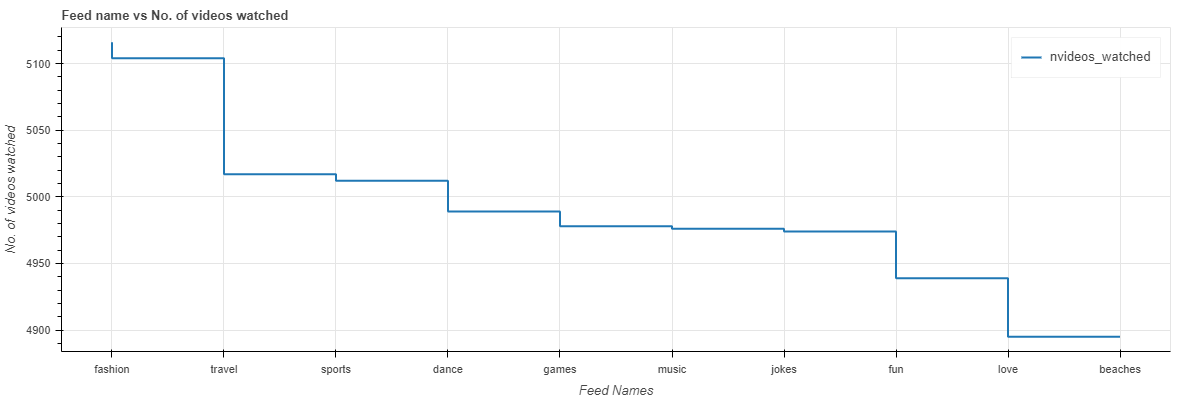 Feed name vs No. of videos watched
nvideos_watched
5100
5050
5000
4950
4900
No. of videos watched
fashion travel sports dance games music jokes fun love beaches
Feed Names